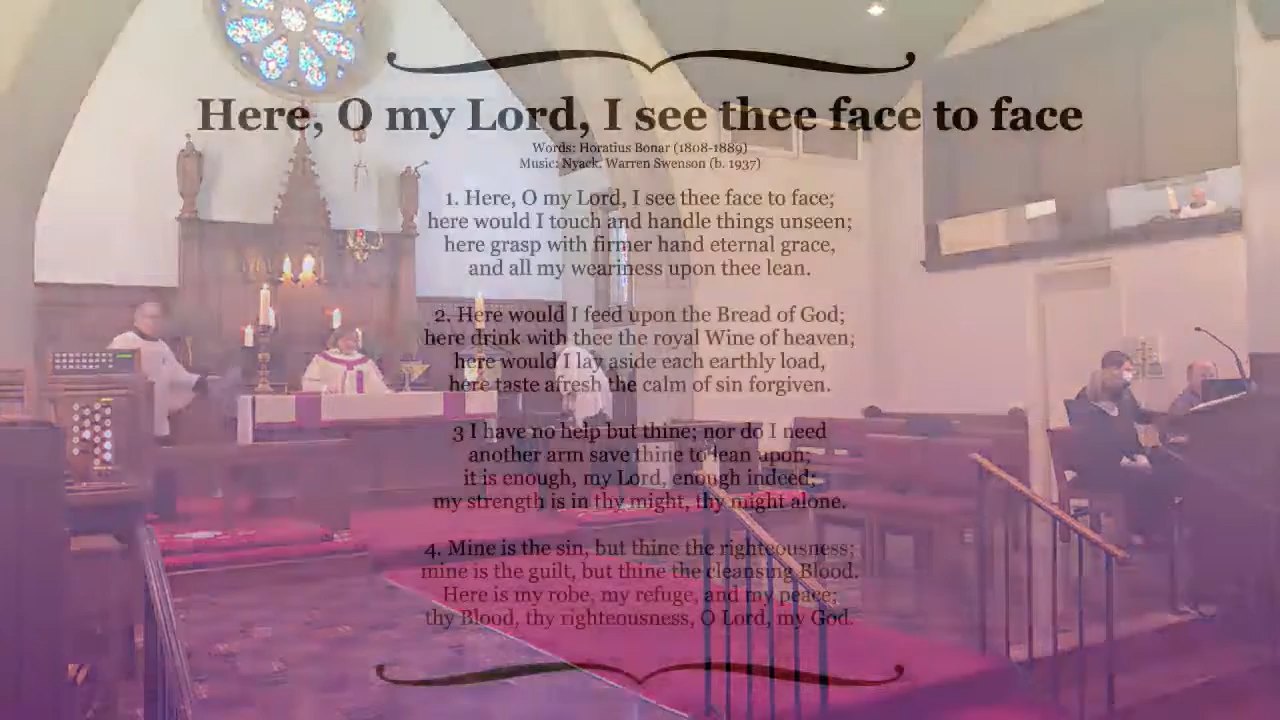 Here, O my Lord, I see thee face to face
Words: Horatius Bonar (1808-1889)
Music: Nyack. Warren Swenson (b. 1937)
1. Here, O my Lord, I see thee face to face;
here would I touch and handle things unseen;
here grasp with firmer hand eternal grace,
and all my weariness upon thee lean.
2. Here would I feed upon the Bread of God;
here drink with thee the royal Wine of heaven;
here would I lay aside each earthly load,
here taste afresh the calm of sin forgiven.
3 I have no help but thine; nor do I need
another arm save thine to lean upon;
it is enough, my Lord, enough indeed;
my strength is in thy might, thy might alone.
4. Mine is the sin, but thine the righteousness;
mine is the guilt, but thine the cleansing Blood.
Here is my robe, my refuge, and my peace;
thy Blood, thy righteousness, O Lord, my God.